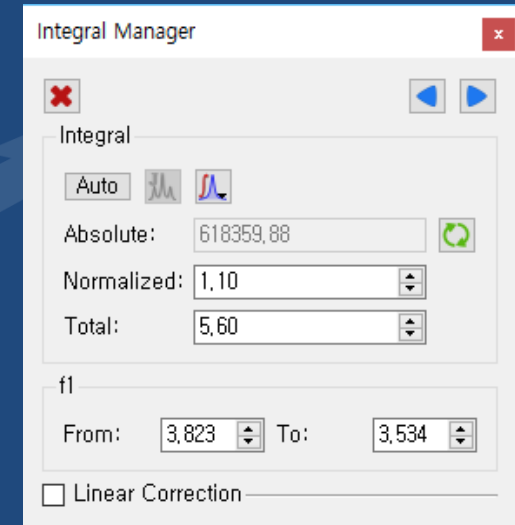 Integral Manager
Integral
Auto
Absolute: 618359,88
Normalized: 1,10
Total: 5,60
f1
From: 3,823 To: 3,534
Linear Correction